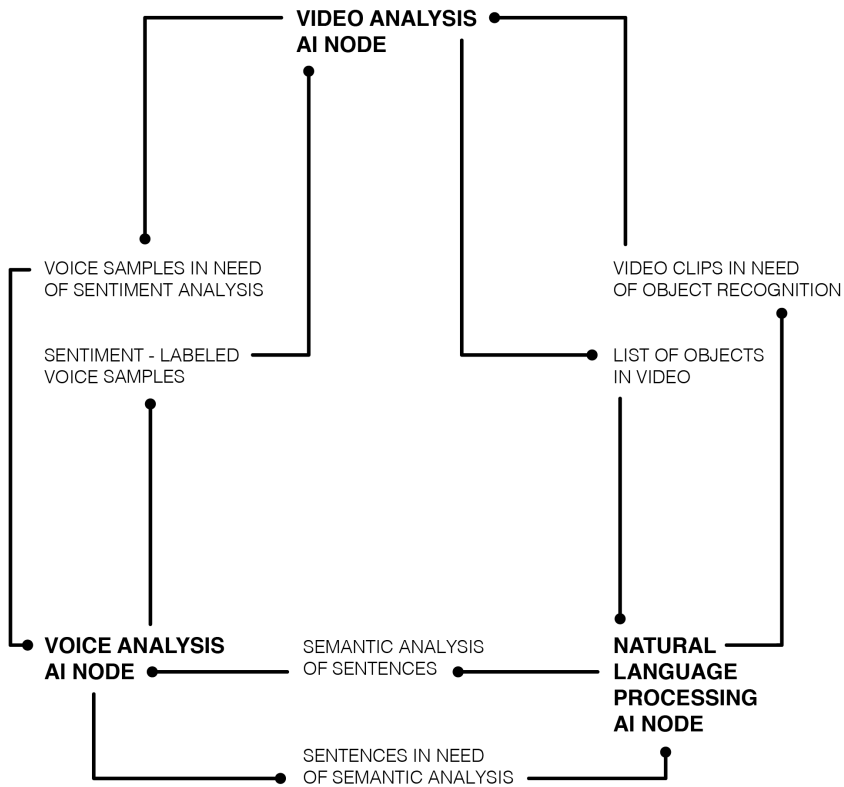 VIDEO ANALYSIS
AI NODE
VOICE SAMPLES IN NEED
OF SENTIMENT ANALYSIS
VIDEO CLIPS IN NEED
OF OBJECT RECOGNITION
SENTIMENT - LABELED
VOICE SAMPLES
LIST OF OBJECTS
IN VIDEO
VOICE ANALYSIS
AI NODE
SEMANTIC ANALYSIS
OF SENTENCES
NATURAL
LANGUAGE
PROCESSING
AI NODE
SENTENCES IN NEED
OF SEMANTIC ANALYSIS